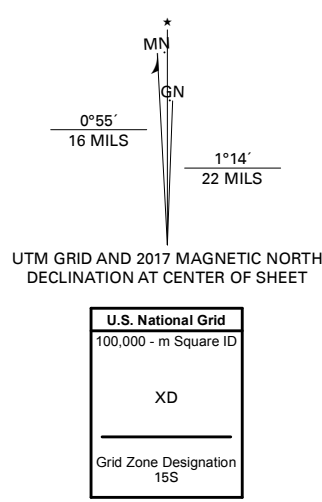 ★
MN
GN
0°55´
16 MILS
1°14´
22 MILS
UTM GRID AND 2017 MAGNETIC NORTH
DECLINATION AT CENTER OF SHEET
U.S. National Grid
100,000 - m Square ID
XD
Grid Zone Designation
15S